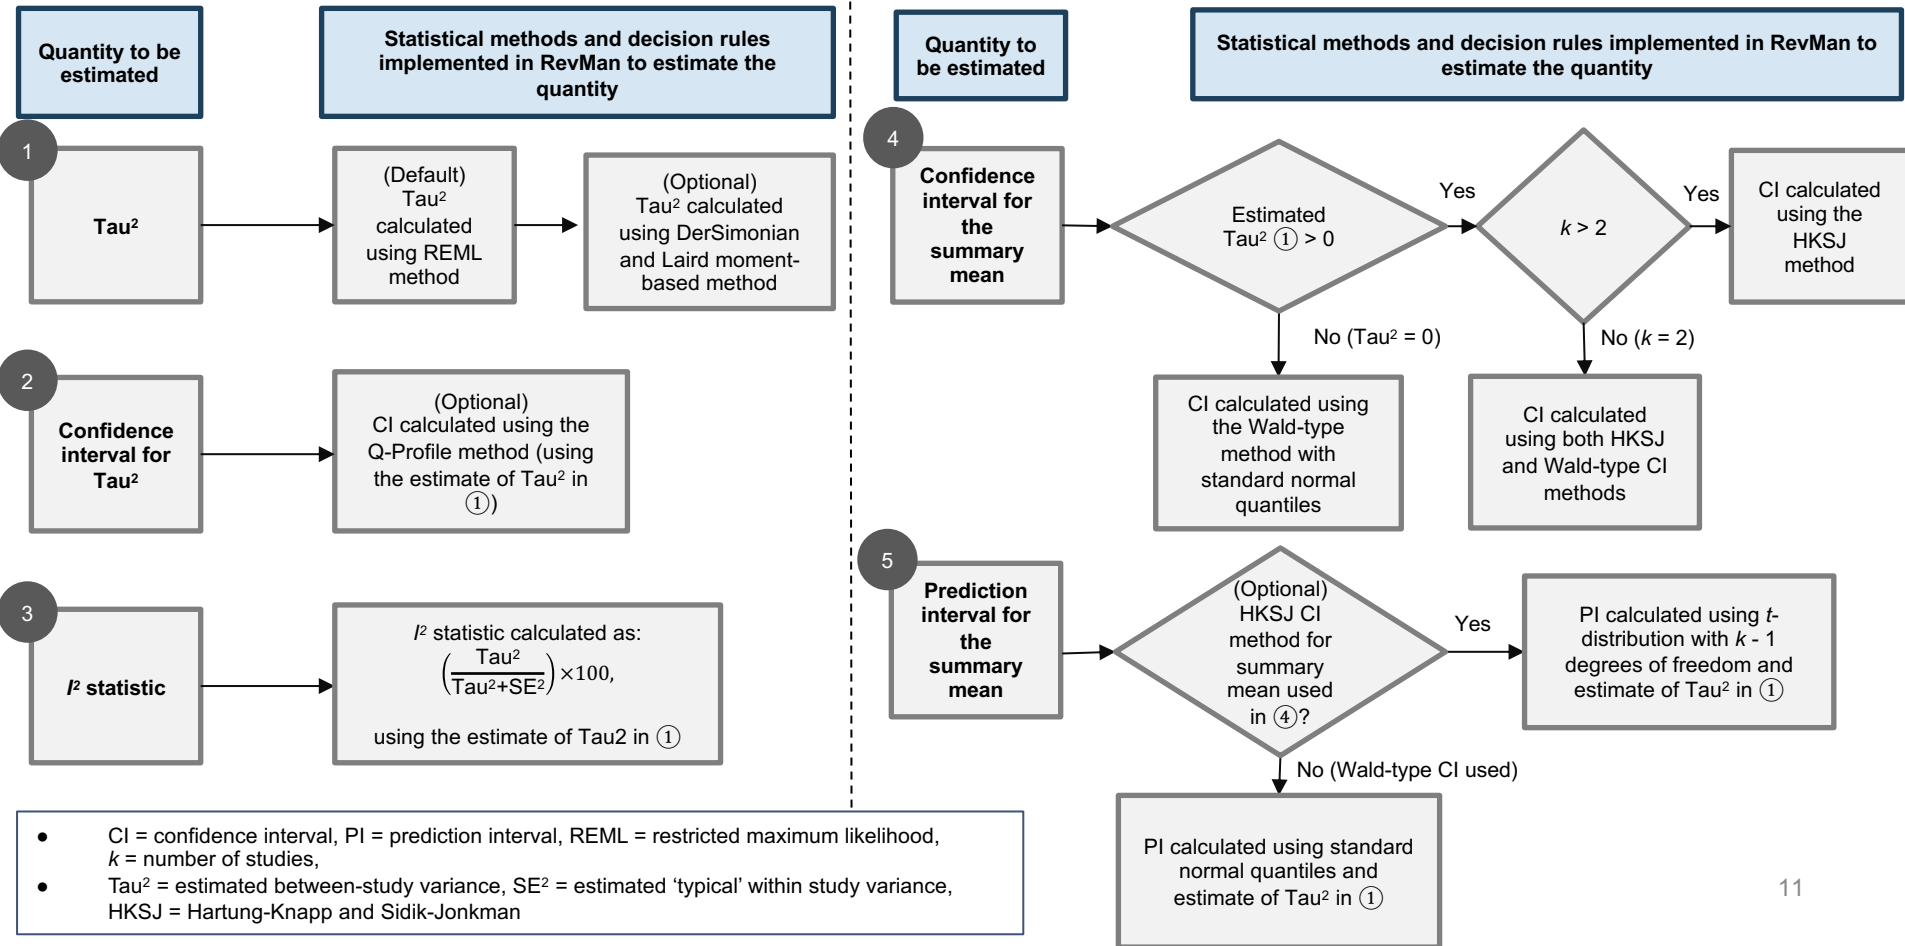 Quantity to be
estimated
Statistical methods and decision rules
implemented in RevMan to estimate the
quantity
1
Tau²
(Default)
Tau²
calculated
using REML
method
(Optional)
Tau² calculated
using DerSimonian
and Laird moment-
based method
2
Confidence
interval for
Tau²
(Optional)
CI calculated using the
Q-Profile method (using
the estimate of Tau² in
①)
3
I² statistic
I² statistic calculated as:
(Tau²/Tau²+SE²)×100,
using the estimate of Tau2 in ①
Quantity to
be estimated
Statistical methods and decision rules implemented in RevMan to
estimate the quantity
4
Confidence
interval for
the
summary
mean
Estimated
Tau² ① > 0
Yes
k > 2
Yes
CI calculated
using the
HKSJ
method
No (Tau² = 0)
No (k = 2)
CI calculated using
the Wald-type
method with
standard normal
quantiles
CI calculated
using both HKSJ
and Wald-type CI
methods
5
Prediction
interval for
the
summary
mean
(Optional)
HKSJ CI
method for
summary
mean used
in ④?
Yes
PI calculated using t-
distribution with k - 1
degrees of freedom and
estimate of Tau² in ①
No (Wald-type CI used)
PI calculated using standard
normal quantiles and
estimate of Tau² in ①
● CI = confidence interval, PI = prediction interval, REML = restricted maximum likelihood,
k = number of studies,
● Tau² = estimated between-study variance, SE² = estimated ‘typical’ within study variance,
HKSJ = Hartung-Knapp and Sidik-Jonkman
11